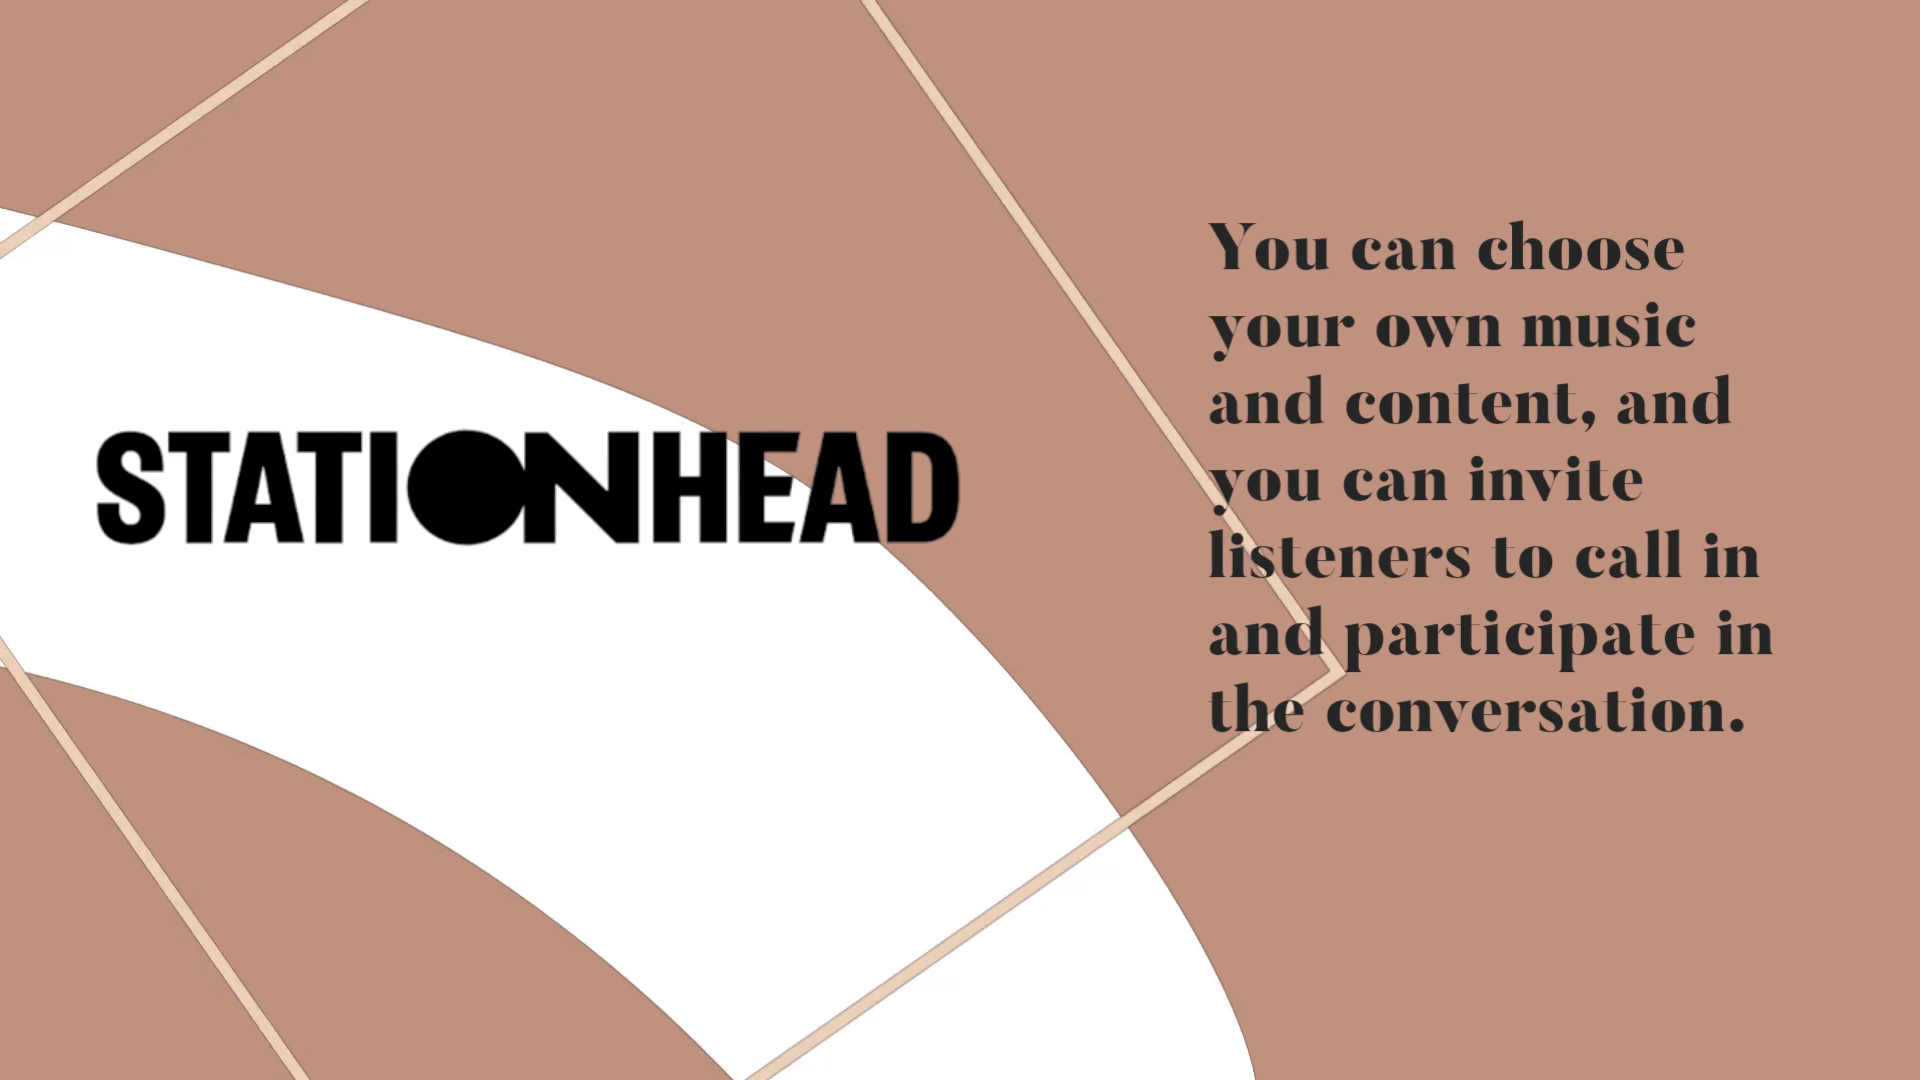 STATIONHEAD
You can choose
your own music
and content, and
you can invite
listeners to call in
and participate in
the conversation.